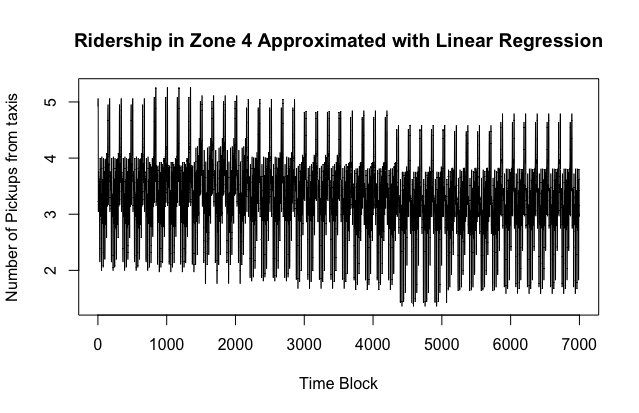 Ridership in Zone 4 Approximated with Linear Regression
Number of Pickups from taxis
5
4
3
2
0 1000 2000 3000 4000 5000 6000 7000
Time Block